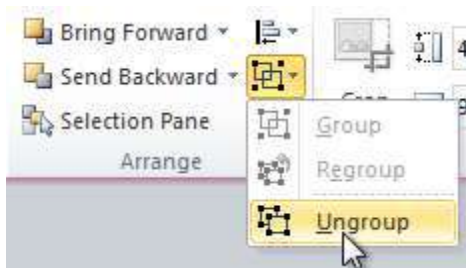 Bring Forward
Send Backward
Selection Pane
Arrange
Group
Regroup
Ungroup